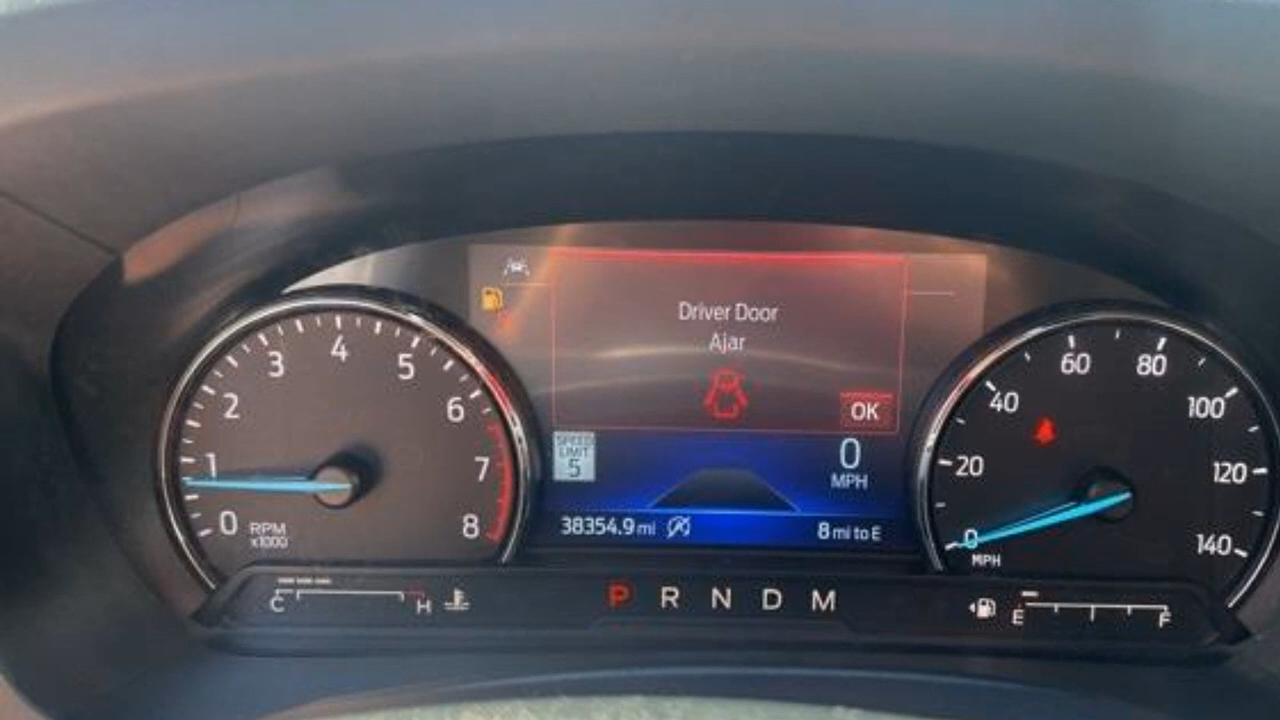 Driver Door
Ajar
OK
SPEED
LIMIT
5
0
MPH
38354.9 mi
8 mi to E
0
1
2
3
4
5
6
7
8
RPM
x1000
0
20
40
60
80
100
120
140
MPH
C
H
P R N D M
E
F